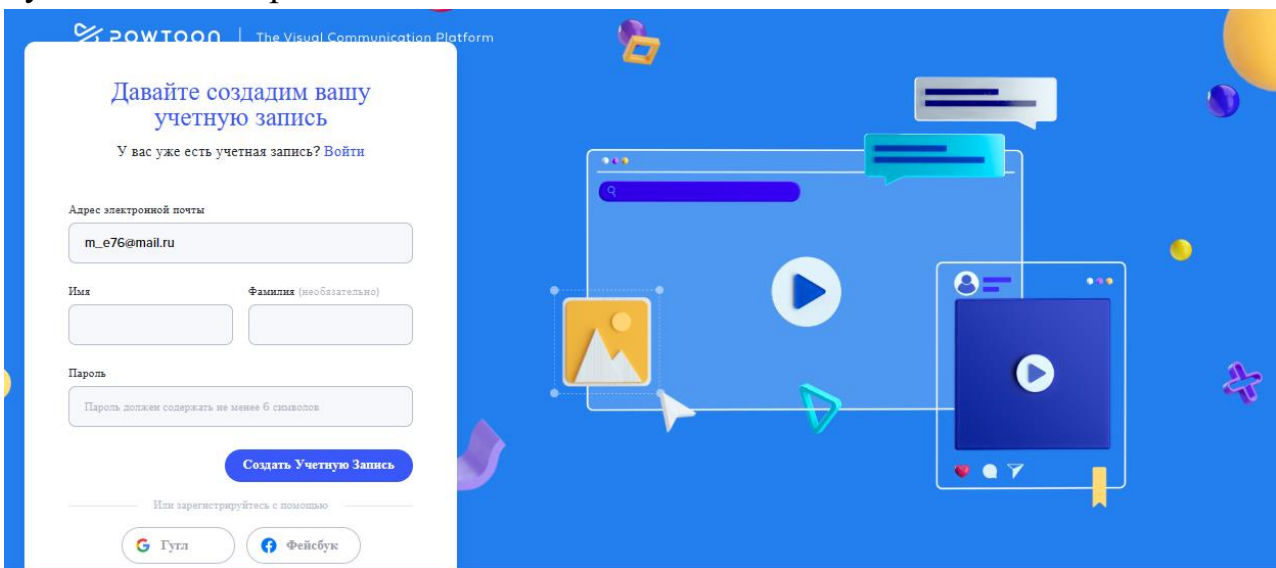 POWTOON | The Visual Communication Platform
Давайте создадим вашу
учетную запись
У вас уже есть учетная запись? Войти
Адрес электронной почты
m_e76@mail.ru
Имя
Фамилия (необязательно)
Пароль
Пароль должен содержать не менее 6 символов
Создать Учетную Запись
Или зарегистрируйтесь с помощью
Гугл
Фейсбук